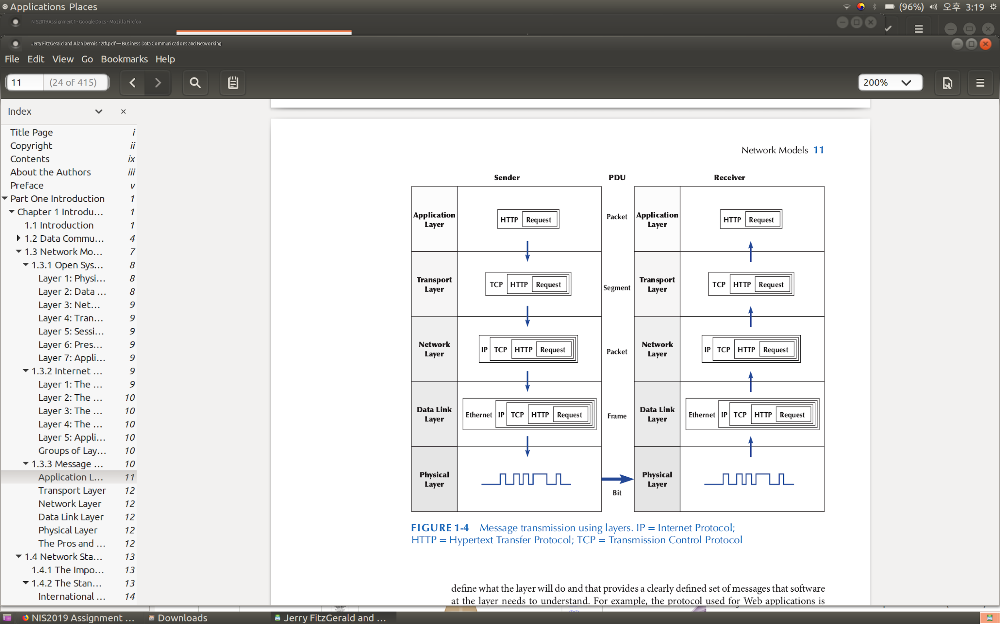 Applications Places
(96%) 오후 3:19
NIS2019 Assignment 1 - Google Docs - Mozilla Firefox
Jerry FitzGerald and Alan Dennis 12th.pdf — Business Data Communications and Networking
File Edit View Go Bookmarks Help
11 (24 of 415) 200%
Index
Title Page i
Copyright ii
Contents ix
About the Authors iii
Preface v
Part One Introduction 1
Chapter 1 Introdu... 1
1.1 Introduction 1
1.2 Data Commu... 4
1.3 Network Mo... 7
1.3.1 Open Sys... 8
Layer 1: Physi... 8
Layer 2: Data ... 8
Layer 3: Net... 9
Layer 4: Tran... 9
Layer 5: Sessi... 9
Layer 6: Pres... 9
Layer 7: Appli... 9
1.3.2 Internet ... 9
Layer 1: The ... 9
Layer 2: The ... 10
Layer 3: The ... 10
Layer 4: The ... 10
Layer 5: Appli... 10
Groups of Lay... 10
1.3.3 Message ... 10
Application L... 11
Transport Layer 12
Network Layer 12
Data Link Layer 12
Physical Layer 12
The Pros and ... 12
1.4 Network Sta... 13
1.4.1 The Impo... 13
1.4.2 The Stan... 13
International ... 14
Network Models 11
Sender PDU Receiver
Application Layer HTTP Request Packet Application Layer HTTP Request
Transport Layer TCP HTTP Request Segment Transport Layer TCP HTTP Request
Network Layer IP TCP HTTP Request Packet Network Layer IP TCP HTTP Request
Data Link Layer Ethernet IP TCP HTTP Request Frame Data Link Layer Ethernet IP TCP HTTP Request
Physical Layer Bit Physical Layer
FIGURE 1-4 Message transmission using layers. IP = Internet Protocol;
HTTP = Hypertext Transfer Protocol; TCP = Transmission Control Protocol
define what the layer will do and that provides a clearly defined set of messages that software
at the layer needs to understand. For example, the protocol used for Web applications is
NIS2019 Assignment ... Downloads Jerry FitzGerald and ...